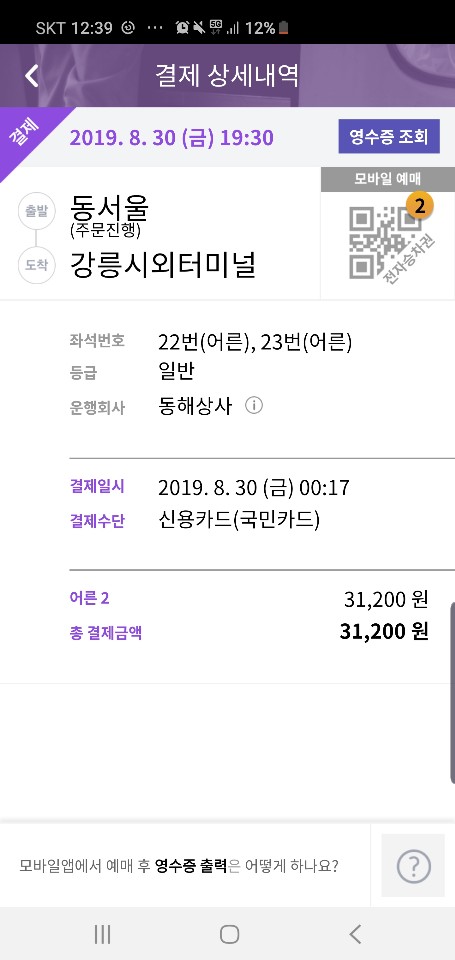 SKT 12:39 ... 5G 12%
결제 상세내역
결제
2019. 8. 30 (금) 19:30
영수증 조회
모바일 예매
2
전자승차권
출발
동서울
(주문진행)
도착
강릉시외터미널
좌석번호 22번(어른), 23번(어른)
등급 일반
운행회사 동해상사 i
결제일시 2019. 8. 30 (금) 00:17
결제수단 신용카드(국민카드)
어른 2 31,200 원
총 결제금액 31,200 원
모바일앱에서 예매 후 영수증 출력은 어떻게 하나요? ?